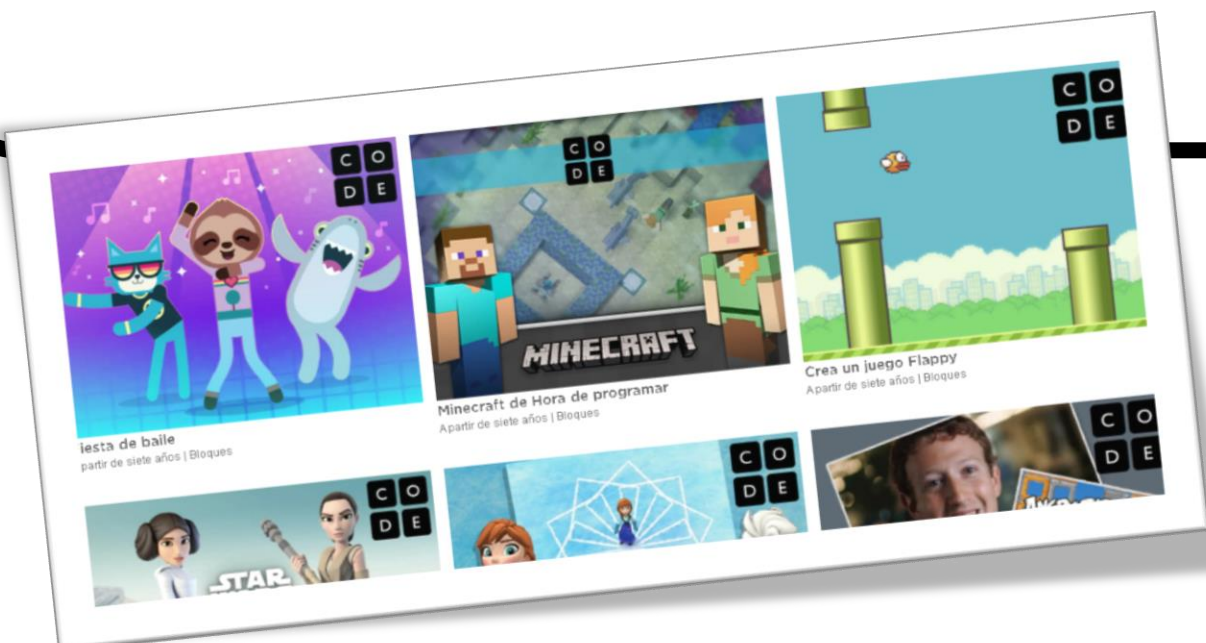 C O
D E
C O
D E
C O
D E
MINECRAFT
iesta de baile
partir de siete años | Bloques
Minecraft de Hora de programar
A partir de siete años | Bloques
Crea un juego Flappy
A partir de siete años | Bloques
C O
D E
STAR
C O
D E
C O
D E